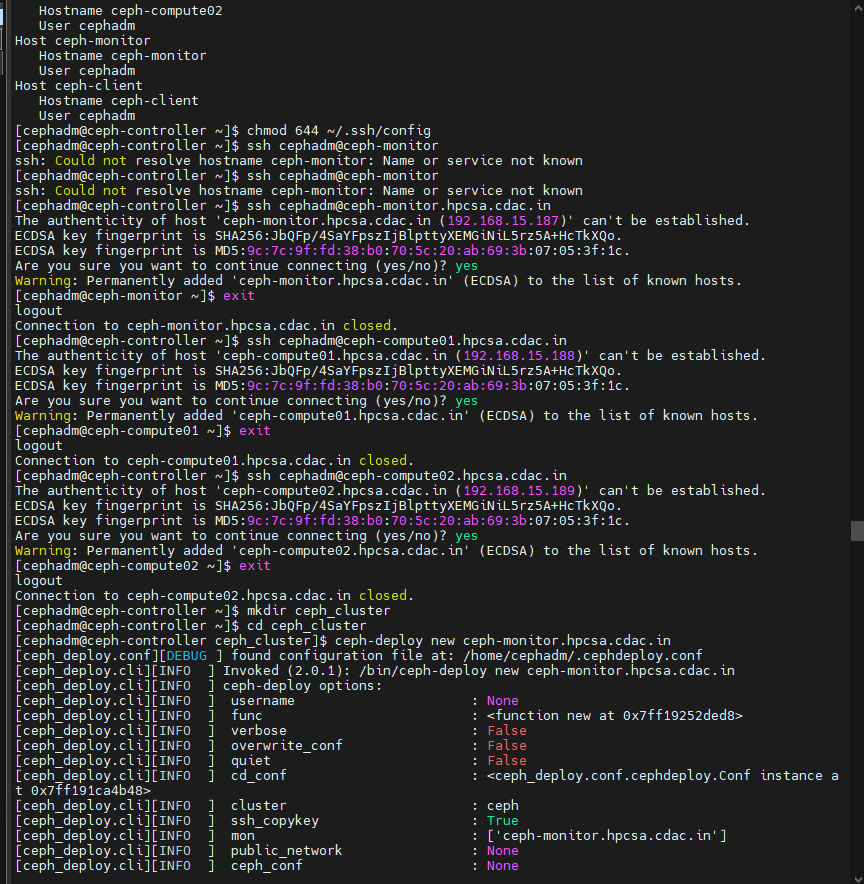 Hostname ceph-compute02
   User cephadm
Host ceph-monitor
   Hostname ceph-monitor
   User cephadm
Host ceph-client
   Hostname ceph-client
   User cephadm
[cephadm@ceph-controller ~]$ chmod 644 ~/.ssh/config
[cephadm@ceph-controller ~]$ ssh cephadm@ceph-monitor
ssh: Could not resolve hostname ceph-monitor: Name or service not known
[cephadm@ceph-controller ~]$ ssh cephadm@ceph-monitor
ssh: Could not resolve hostname ceph-monitor: Name or service not known
[cephadm@ceph-controller ~]$ ssh cephadm@ceph-monitor.hpcsa.cdac.in
The authenticity of host 'ceph-monitor.hpcsa.cdac.in (192.168.15.187)' can't be established.
ECDSA key fingerprint is SHA256:JbQFp/4SaYFpszIjBlpttyXEMGiNiL5rz5A+HcTkXQo.
ECDSA key fingerprint is MD5:9c:7c:9f:fd:38:b0:70:5c:20:ab:69:3b:07:05:3f:1c.
Are you sure you want to continue connecting (yes/no)? yes
Warning: Permanently added 'ceph-monitor.hpcsa.cdac.in' (ECDSA) to the list of known hosts.
[cephadm@ceph-monitor ~]$ exit
logout
Connection to ceph-monitor.hpcsa.cdac.in closed.
[cephadm@ceph-controller ~]$ ssh cephadm@ceph-compute01.hpcsa.cdac.in
The authenticity of host 'ceph-compute01.hpcsa.cdac.in (192.168.15.188)' can't be established.
ECDSA key fingerprint is SHA256:JbQFp/4SaYFpszIjBlpttyXEMGiNiL5rz5A+HcTkXQo.
ECDSA key fingerprint is MD5:9c:7c:9f:fd:38:b0:70:5c:20:ab:69:3b:07:05:3f:1c.
Are you sure you want to continue connecting (yes/no)? yes
Warning: Permanently added 'ceph-compute01.hpcsa.cdac.in' (ECDSA) to the list of known hosts.
[cephadm@ceph-compute01 ~]$ exit
logout
Connection to ceph-compute01.hpcsa.cdac.in closed.
[cephadm@ceph-controller ~]$ ssh cephadm@ceph-compute02.hpcsa.cdac.in
The authenticity of host 'ceph-compute02.hpcsa.cdac.in (192.168.15.189)' can't be established.
ECDSA key fingerprint is SHA256:JbQFp/4SaYFpszIjBlpttyXEMGiNiL5rz5A+HcTkXQo.
ECDSA key fingerprint is MD5:9c:7c:9f:fd:38:b0:70:5c:20:ab:69:3b:07:05:3f:1c.
Are you sure you want to continue connecting (yes/no)? yes
Warning: Permanently added 'ceph-compute02.hpcsa.cdac.in' (ECDSA) to the list of known hosts.
[cephadm@ceph-compute02 ~]$ exit
logout
Connection to ceph-compute02.hpcsa.cdac.in closed.
[cephadm@ceph-controller ~]$ mkdir ceph_cluster
[cephadm@ceph-controller ~]$ cd ceph_cluster
[cephadm@ceph-controller ceph_cluster]$ ceph-deploy new ceph-monitor.hpcsa.cdac.in
[ceph_deploy.conf][DEBUG ] found configuration file at: /home/cephadm/.cephdeploy.conf
[ceph_deploy.cli][INFO  ] Invoked (2.0.1): /bin/ceph-deploy new ceph-monitor.hpcsa.cdac.in
[ceph_deploy.cli][INFO  ] ceph-deploy options:
[ceph_deploy.cli][INFO  ]  username                      : None
[ceph_deploy.cli][INFO  ]  func                          : <function new at 0x7ff19252ded8>
[ceph_deploy.cli][INFO  ]  verbose                       : False
[ceph_deploy.cli][INFO  ]  overwrite_conf                : False
[ceph_deploy.cli][INFO  ]  quiet                         : False
[ceph_deploy.cli][INFO  ]  cd_conf                       : <ceph_deploy.conf.cephdeploy.Conf instance a
t 0x7ff191ca4b48>
[ceph_deploy.cli][INFO  ]  cluster                       : ceph
[ceph_deploy.cli][INFO  ]  ssh_copykey                   : True
[ceph_deploy.cli][INFO  ]  mon                           : ['ceph-monitor.hpcsa.cdac.in']
[ceph_deploy.cli][INFO  ]  public_network                : None
[ceph_deploy.cli][INFO  ]  ceph_conf                     : None